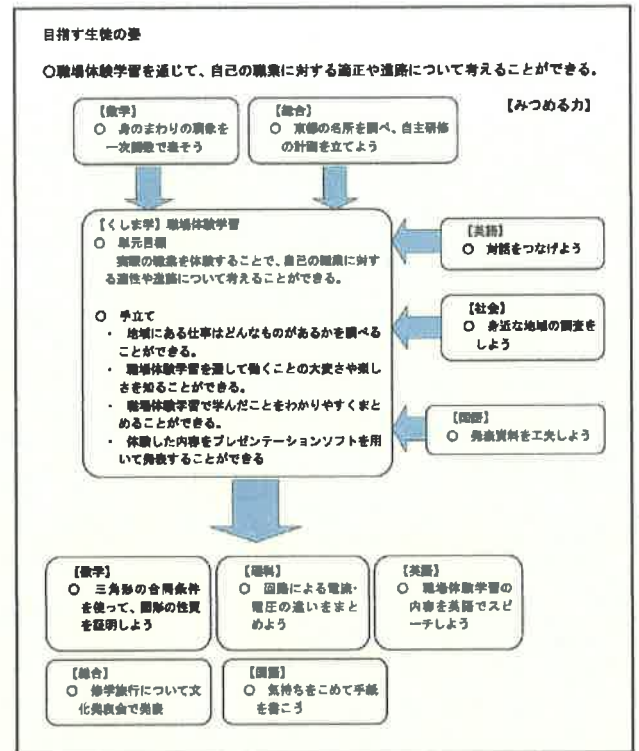 目指す生徒の姿
〇職場体験学習を通じて、自己の職業に対する適正や進路について考えることができる。
【みつめる力】
【数学】
〇 身のまわりの現象を
一次関数で表そう
【総合】
〇 京都の名所を調べ、自主研修
の計画を立てよう
【くしま学】職場体験学習
〇 単元目標
実際の職業を体験することで、自己の職業に対す
る適性や進路について考えることができる。
〇 手立て
・ 地域にある仕事はどんなものがあるかを調べる
ことができる。
・ 職場体験学習を通して働くことの大変さや楽し
さを知ることができる。
・ 職場体験学習で学んだことをわかりやすくまと
めることができる。
・ 体験した内容をプレゼンテーションソフトを用
いて発表することができる
【英語】
〇 対話をつなげよう
【社会】
〇 身近な地域の調査を
しよう
【国語】
〇 発表資料を工夫しよう
【数学】
〇 三角形の合同条件
を使って、図形の性質
を証明しよう
【理科】
〇 回路による電流・
電圧の違いをまと
めよう
【英語】
〇 職場体験学習の
内容を英語でスピ
ーチしよう
【総合】
〇 修学旅行について文
化発表会で発表
【国語】
〇 気持ちをこめて手紙
を書こう